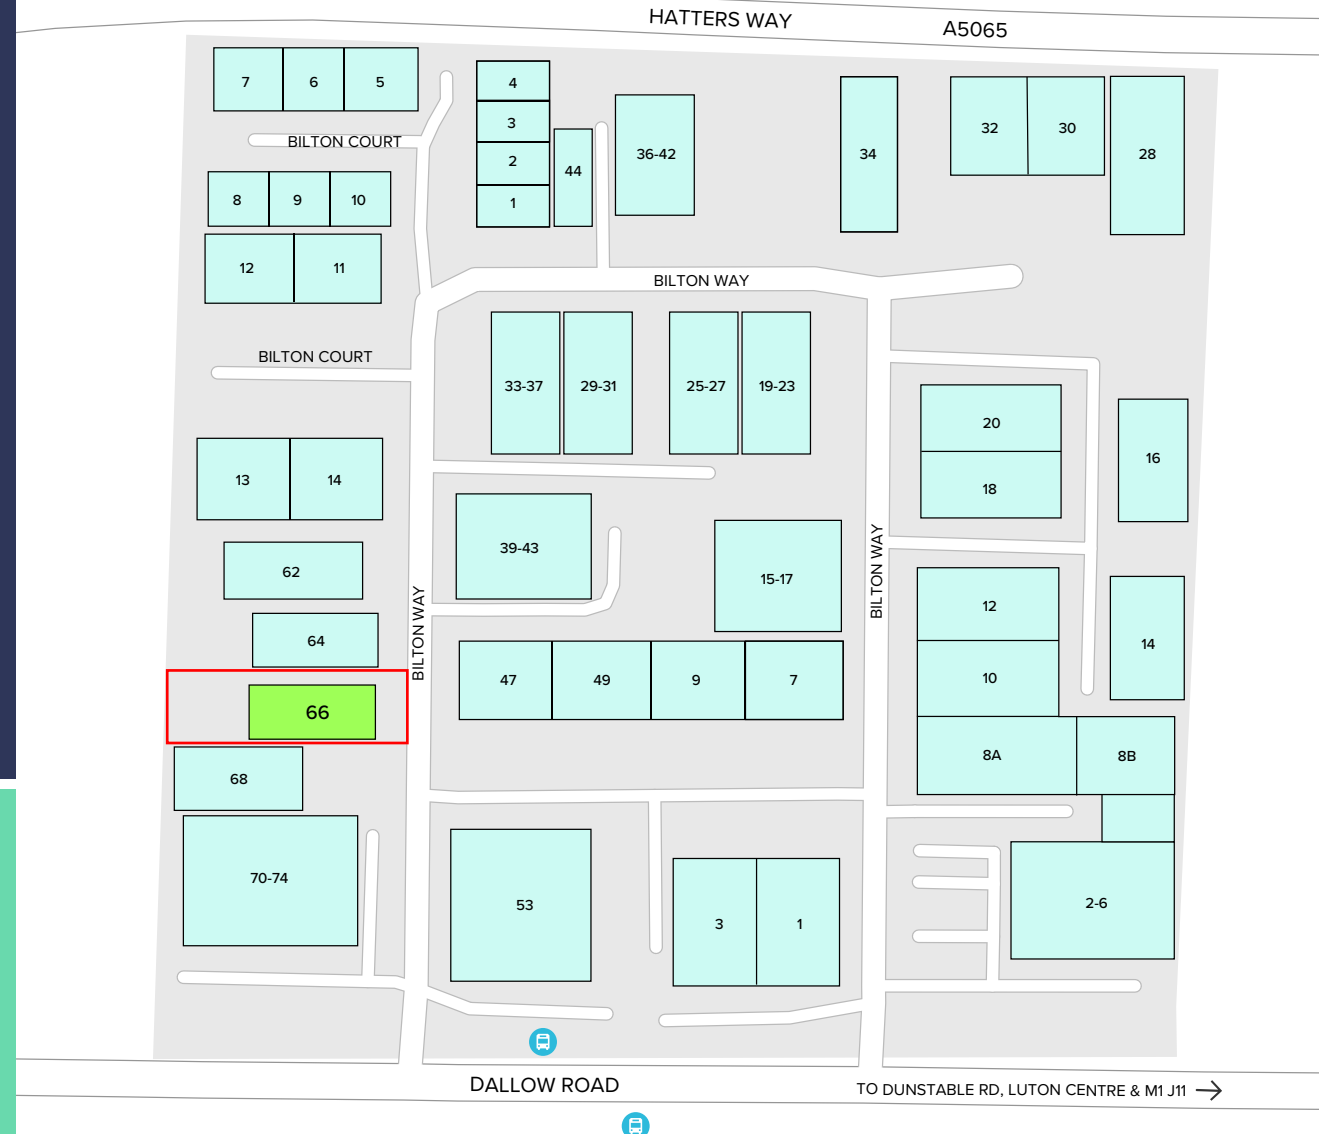 HATTERS WAY
A5065
7 6 5
BILTON COURT
4
3
2
1
44
36-42
34
32 30
28
8 9 10
12 11
BILTON WAY
BILTON COURT
33-37 29-31 25-27 19-23
20
18
16
13 14
39-43
15-17
BILTON WAY
BILTON WAY
62
64
66
68
70-74
47 49 9 7
12
10
14
8A 8B
53
3 1
2-6
DALLOW ROAD
TO DUNSTABLE RD, LUTON CENTRE & M1 J11